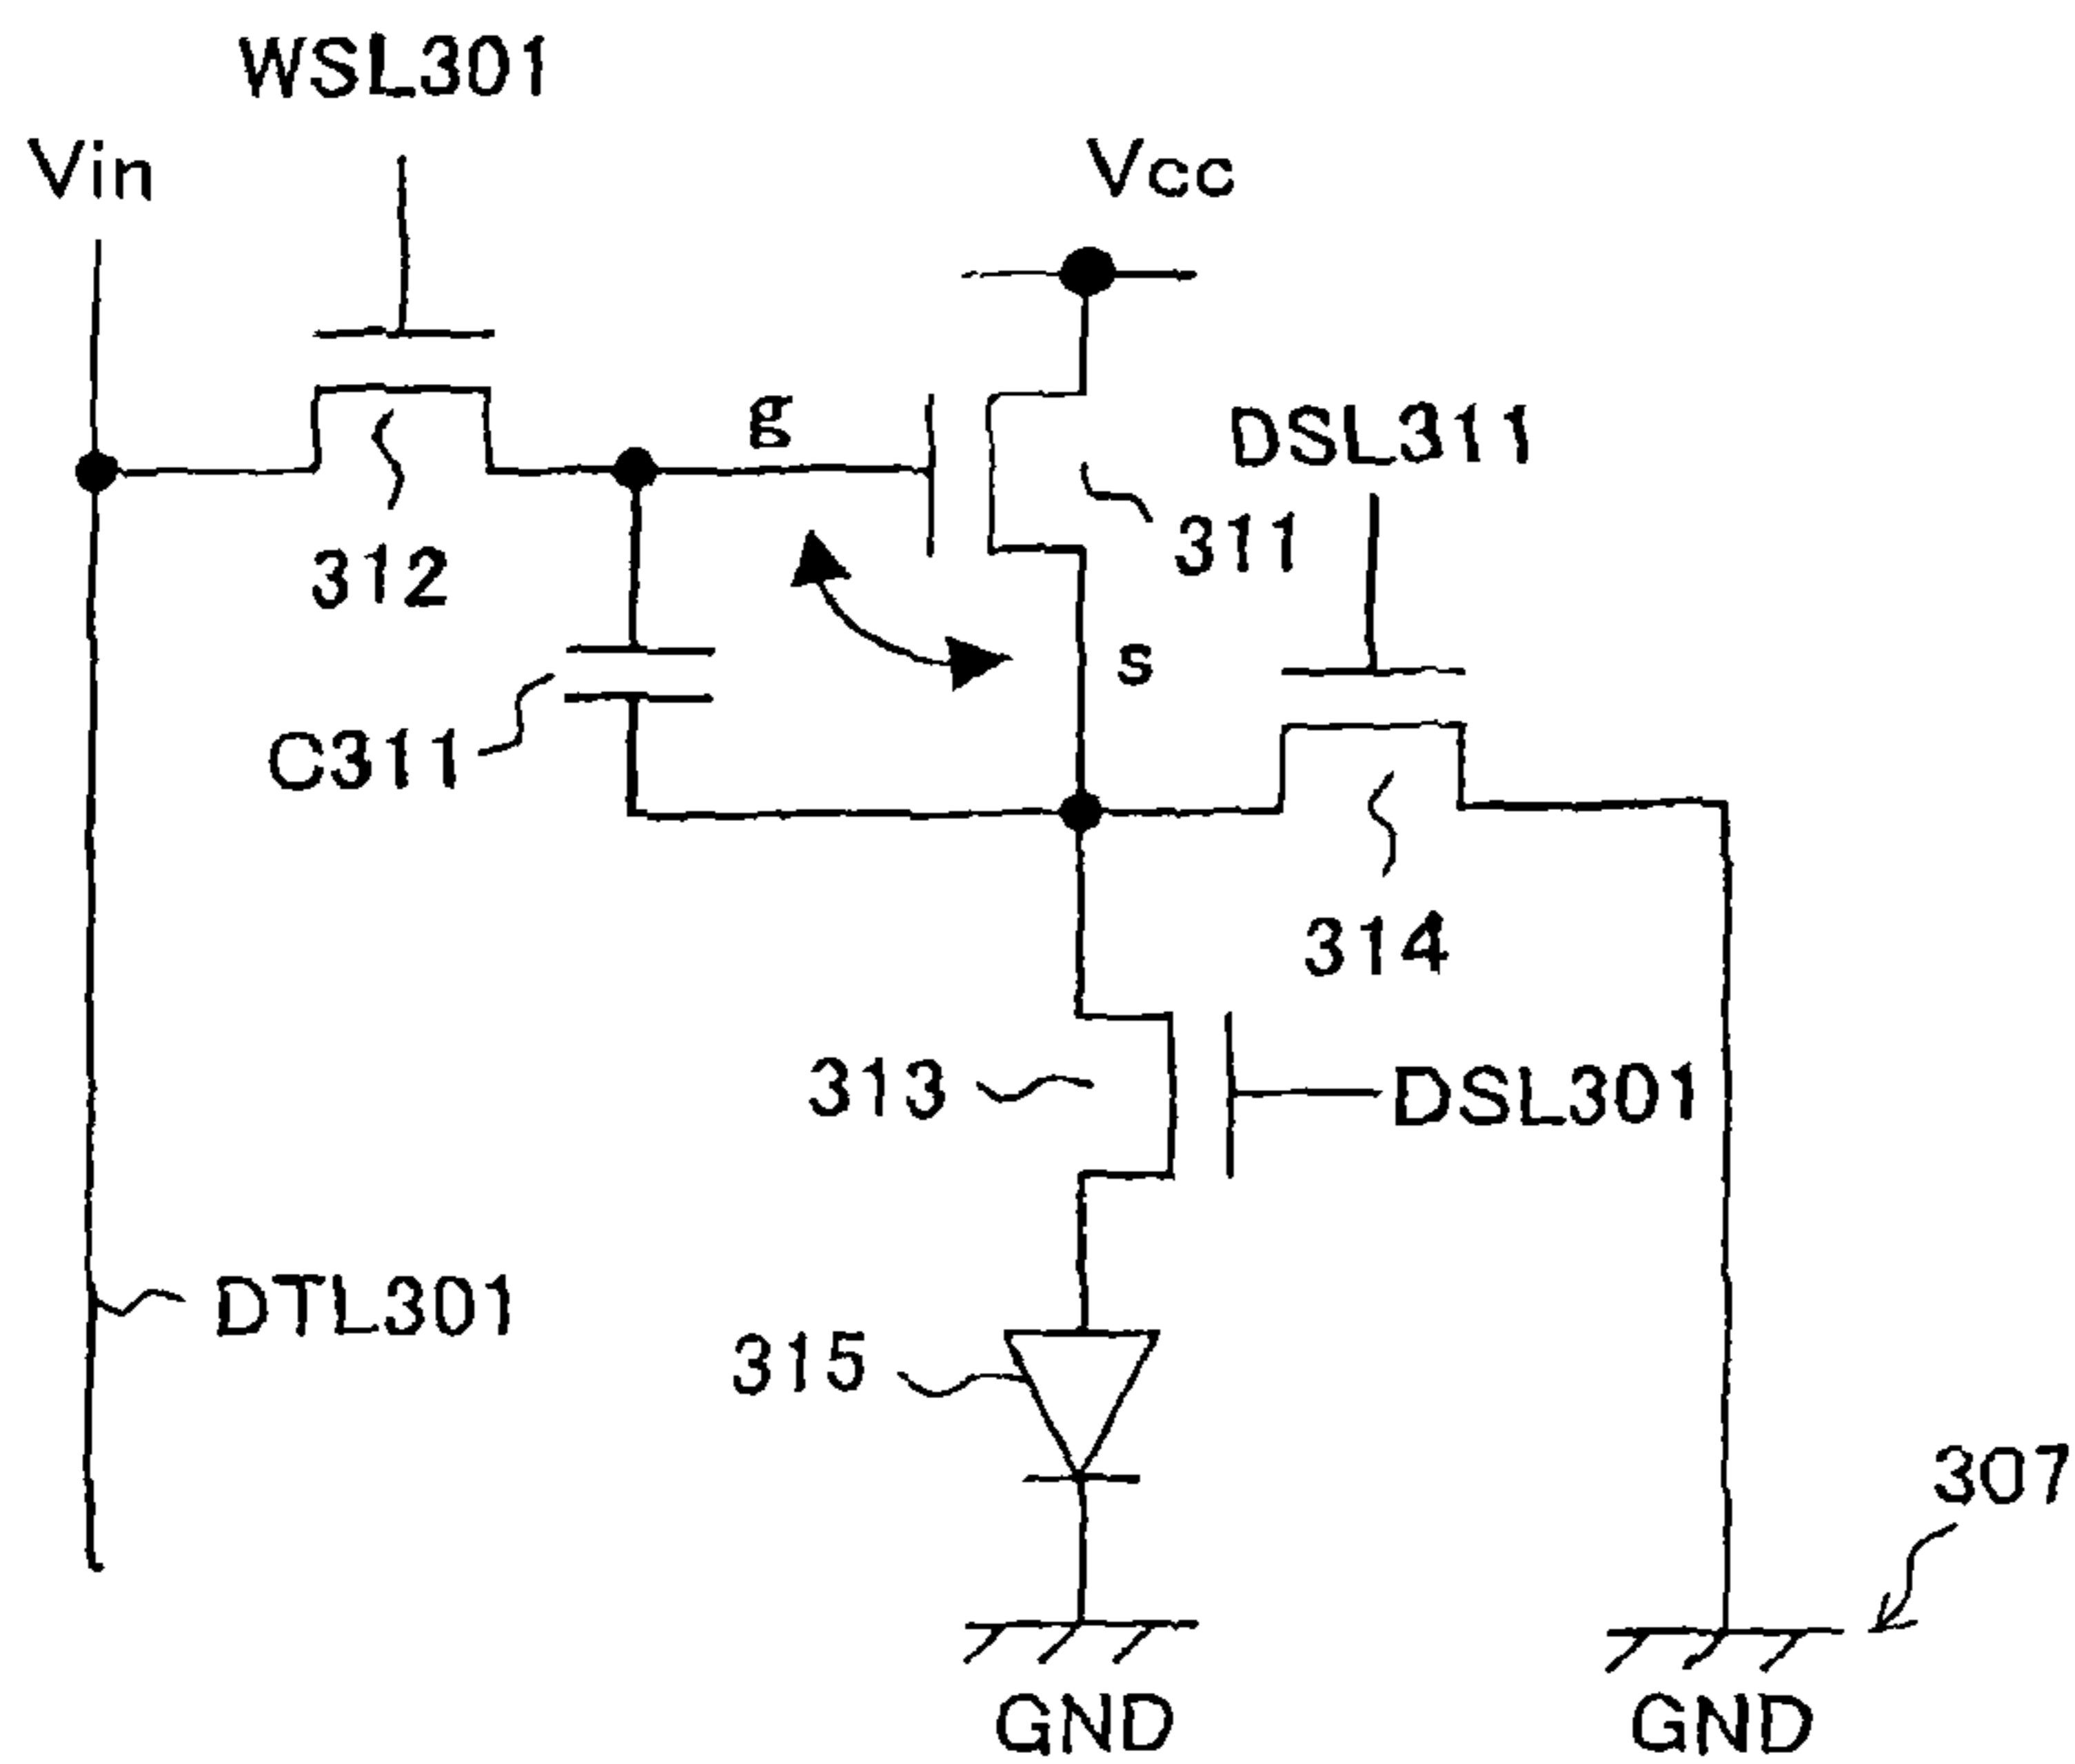 WSL301
Vin
Vcc
g
DSL311
311
312
s
C311
314
313
DSL301
DTL301
315
307
GND
GND